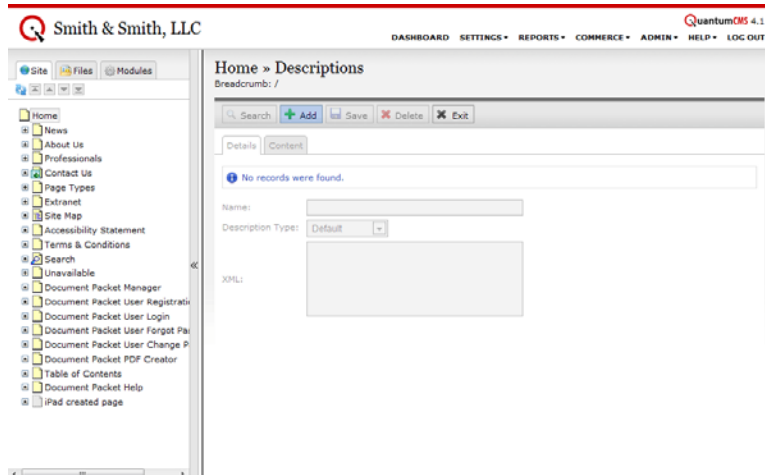 Smith & Smith, LLC
QuantumCMS 4.1
DASHBOARD SETTINGS REPORTS COMMERCE ADMIN HELP LOG OUT
Site Files Modules
Home » Descriptions
Breadcrumb: /
Search Add Save Delete Exit
Details Content
No records were found.
Name:
Description Type: Default
XML:
Home
News
About Us
Professionals
Contact Us
Page Types
Extranet
Site Map
Accessibility Statement
Terms & Conditions
Search
Unavailable
Document Packet Manager
Document Packet User Registrati
Document Packet User Login
Document Packet User Forgot Pa
Document Packet User Change P
Document Packet PDF Creator
Table of Contents
Document Packet Help
iPad created page